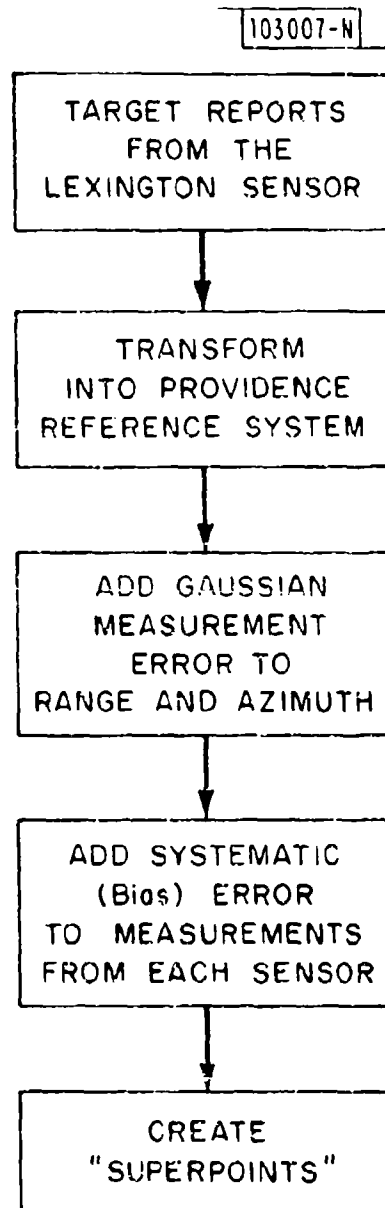 103007-N
TARGET REPORTS
FROM THE
LEXINGTON SENSOR
TRANSFORM
INTO PROVIDENCE
REFERENCE SYSTEM
ADD GAUSSIAN
MEASUREMENT
ERROR TO
RANGE AND AZIMUTH
ADD SYSTEMATIC
(Bias) ERROR
TO MEASUREMENTS
FROM EACH SENSOR
CREATE
"SUPERPOINTS"